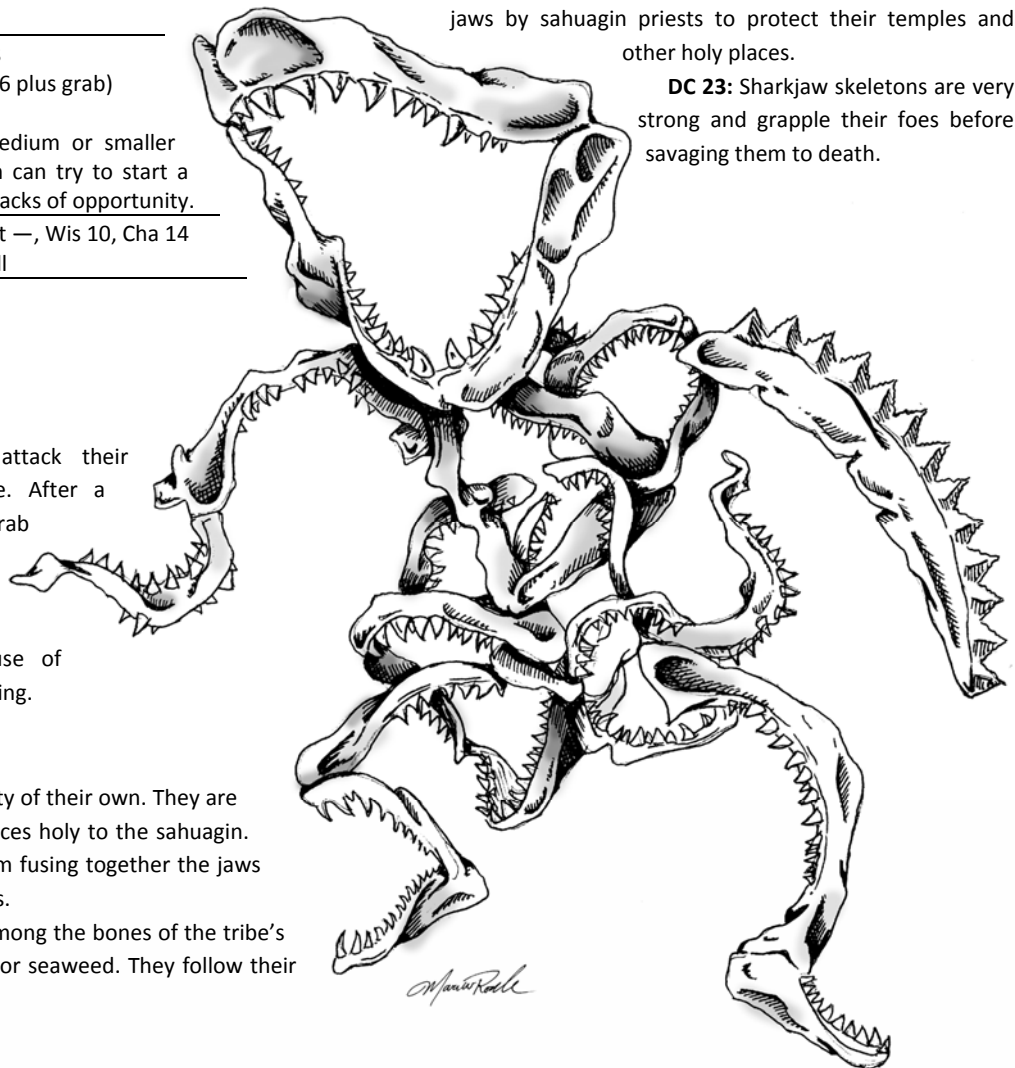 6 plus grab)
edium or smaller
can try to start a
acks of opportunity.
t —, Wis 10, Cha 14
ll
attack their
e. After a
rab
use of
ing.
ty of their own. They are
ces holy to the sahuagin.
m fusing together the jaws
s.
mong the bones of the tribe’s
or seaweed. They follow their
jaws by sahuagin priests to protect their temples and
other holy places.
DC 23: Sharkjaw skeletons are very
strong and grapple their foes before
savaging them to death.